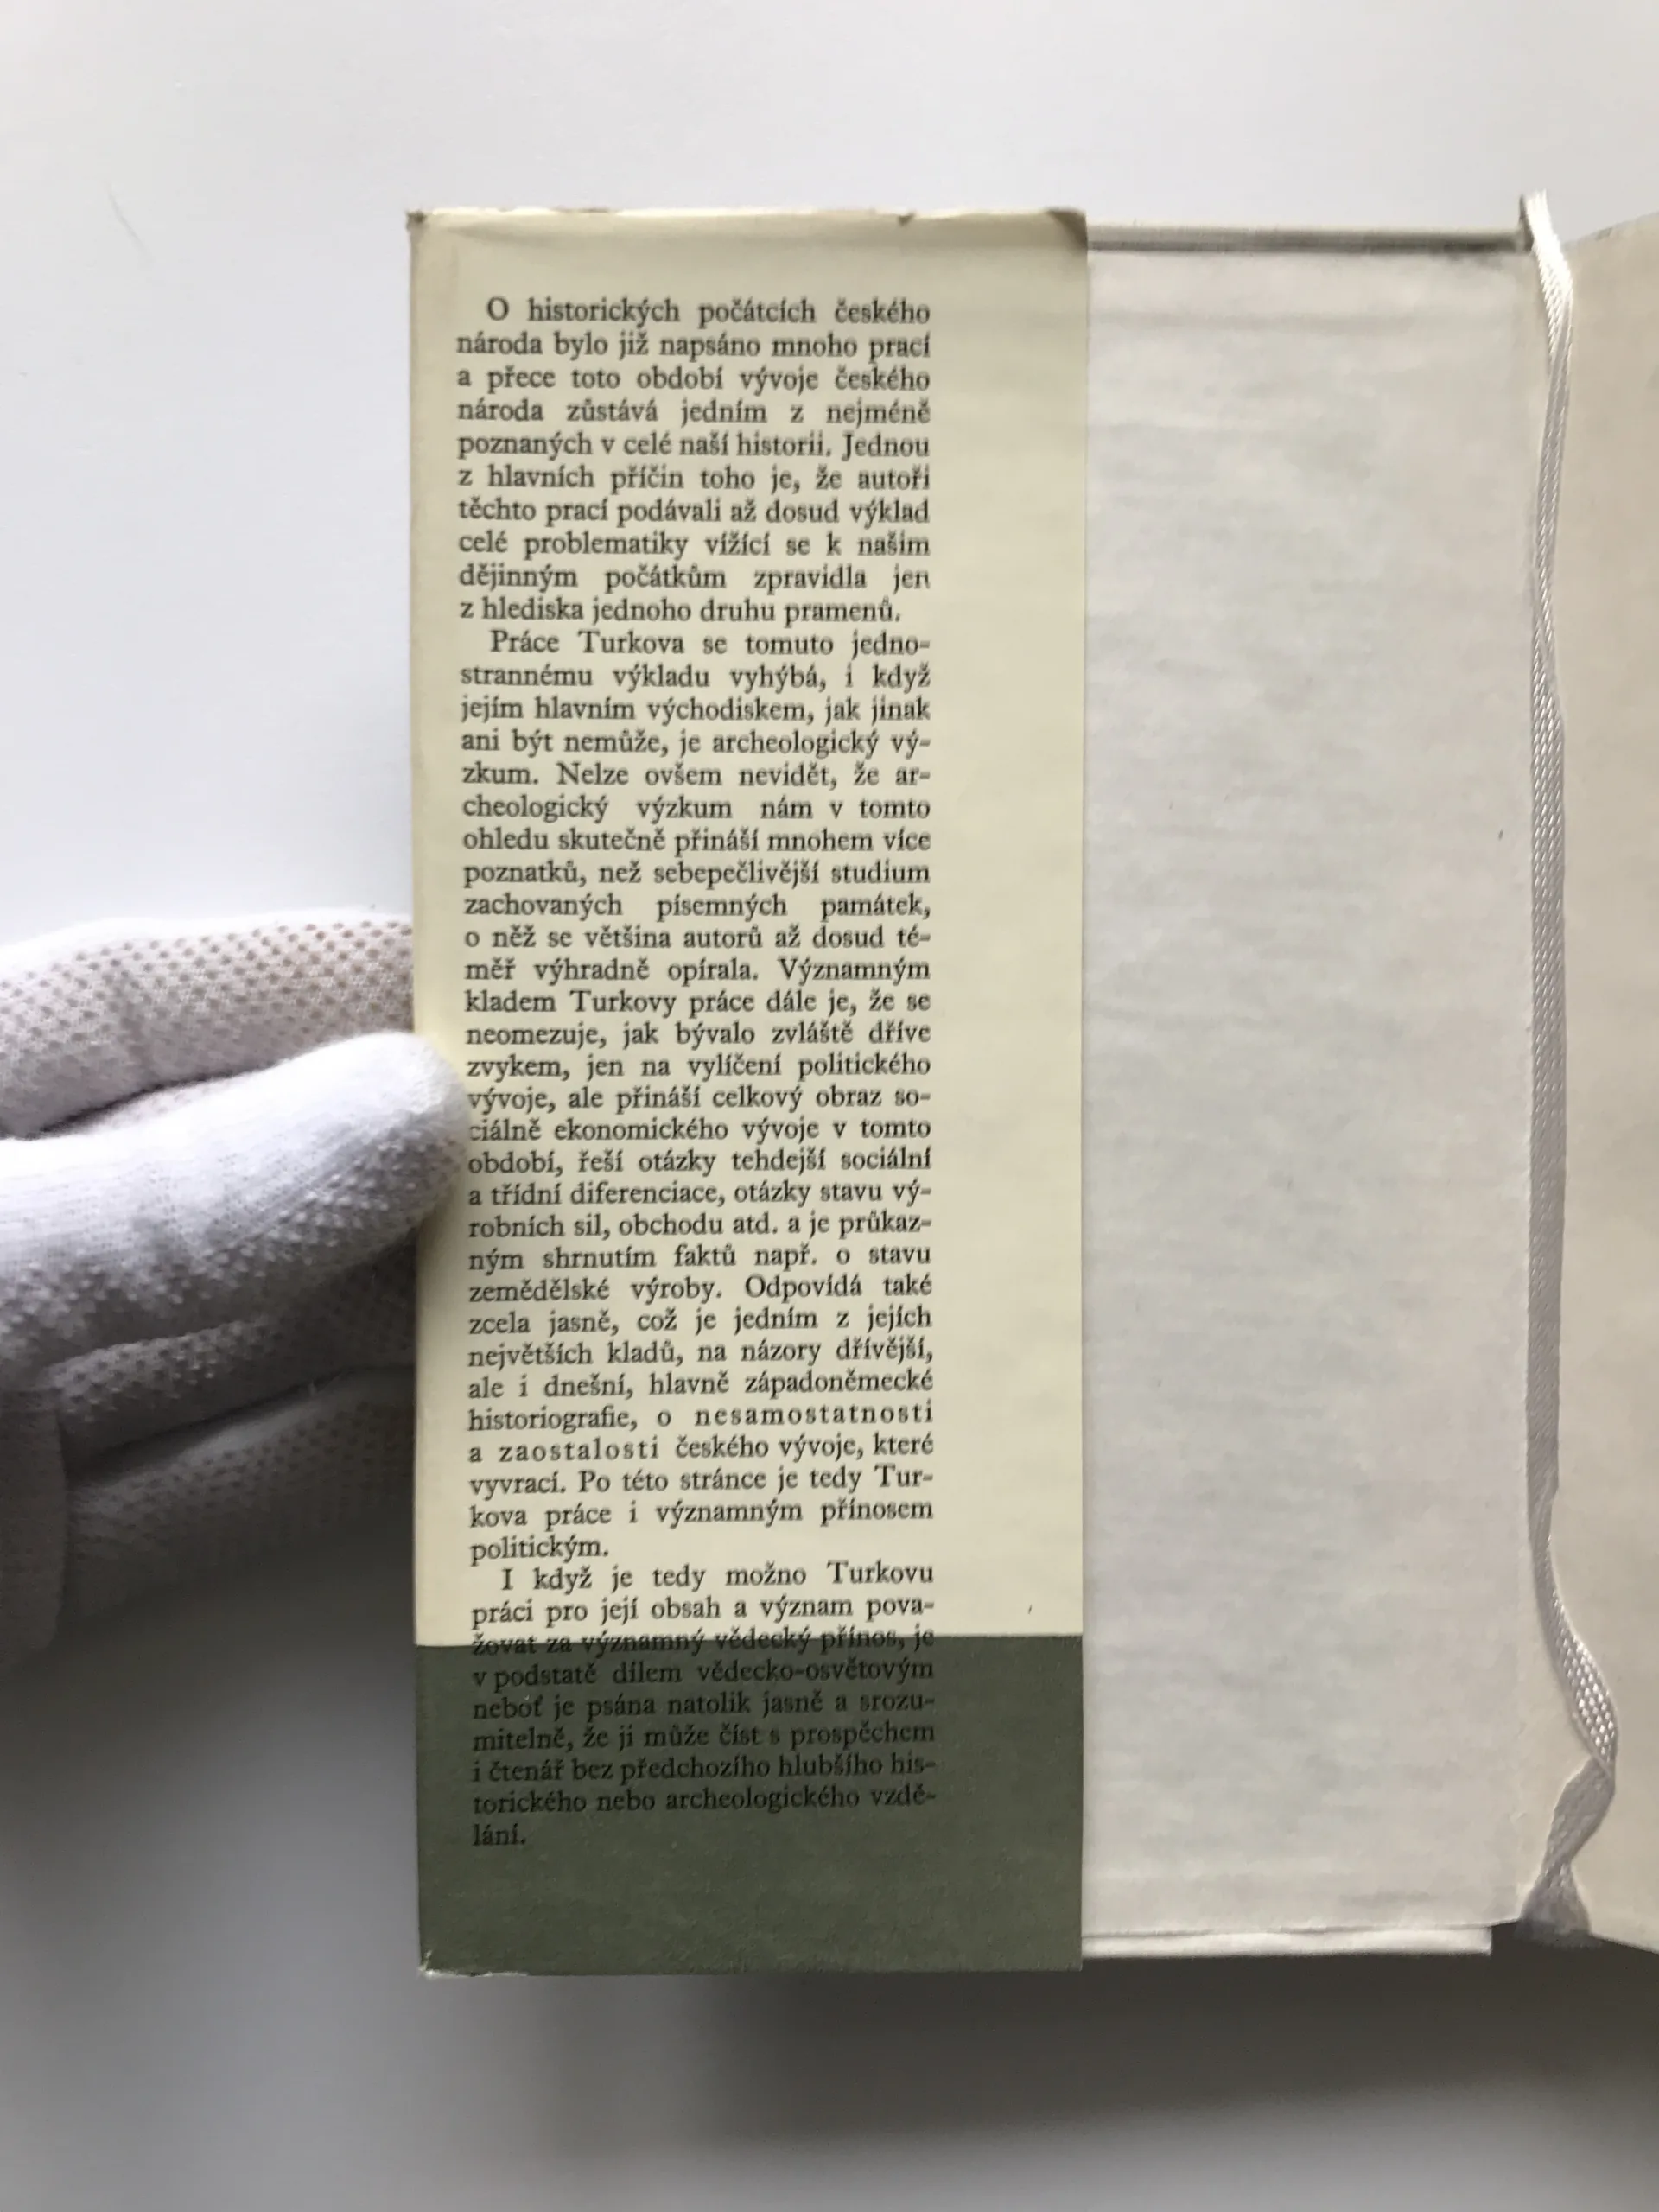 O historických počátcích českého
národa bylo již napsáno mnoho prací
a přece toto období vývoje českého
národa zůstává jedním z nejméně
poznaných v celé naší historii. Jednou
z hlavních příčin toho je, že autoři
těchto prací podávali až dosud výklad
celé problematiky vížící se k našim
dějinným počátkům zpravidla jen
z hlediska jednoho druhu pramenů.
Práce Turkova se tomuto jedno-
strannému výkladu vyhýbá, i když
jejím hlavním východiskem, jak jinak
ani být nemůže, je archeologický vý-
zkum. Nelze ovšem nevidět, že ar-
cheologický výzkum nám v tomto
ohledu skutečně přináší mnohem více
poznatků, než sebepečlivější studium
zachovaných písemných památek,
o něž se většina autorů až dosud té-
měř výhradně opírala. Významným
kladem Turkovy práce dále je, že se
neomezuje, jak bývalo zvláště dříve
zvykem, jen na vylíčení politického
vývoje, ale přináší celkový obraz so-
ciálně ekonomického vývoje v tomto
období, řeší otázky tehdejší sociální
a třídní diferenciace, otázky stavu vý-
robních sil, obchodu atd. a je průkaz-
ným shrnutím faktů např. o stavu
zemědělské výroby. Odpovídá také
zcela jasně, což je jedním z jejích
největších kladů, na názory dřívější,
ale i dnešní, hlavně západoněmecké
historiografie, o nesamostatnosti
a zaostalosti českého vývoje, které
vyvrací. Po této stránce je tedy Tur-
kova práce i významným přínosem
politickým.
I když je tedy možno Turkovu
práci pro její obsah a význam pova-
žovat za významný vědecký přínos, je
v podstatě dílem vědecko-osvětovým
neboť je psána natolik jasně a srozu-
mitelně, že ji může číst s prospěchem
i čtenář bez předchozího hlubšího his-
torického nebo archeologického vzdě-
lání.